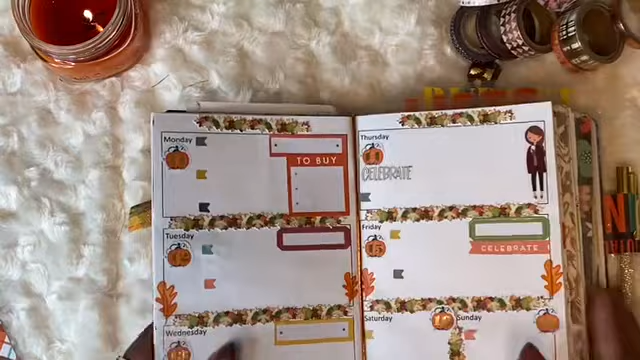 Monday
TO BUY
Tuesday
Wednesday
Thursday
CELEBRATE
Friday
CELEBRATE
Saturday
Sunday